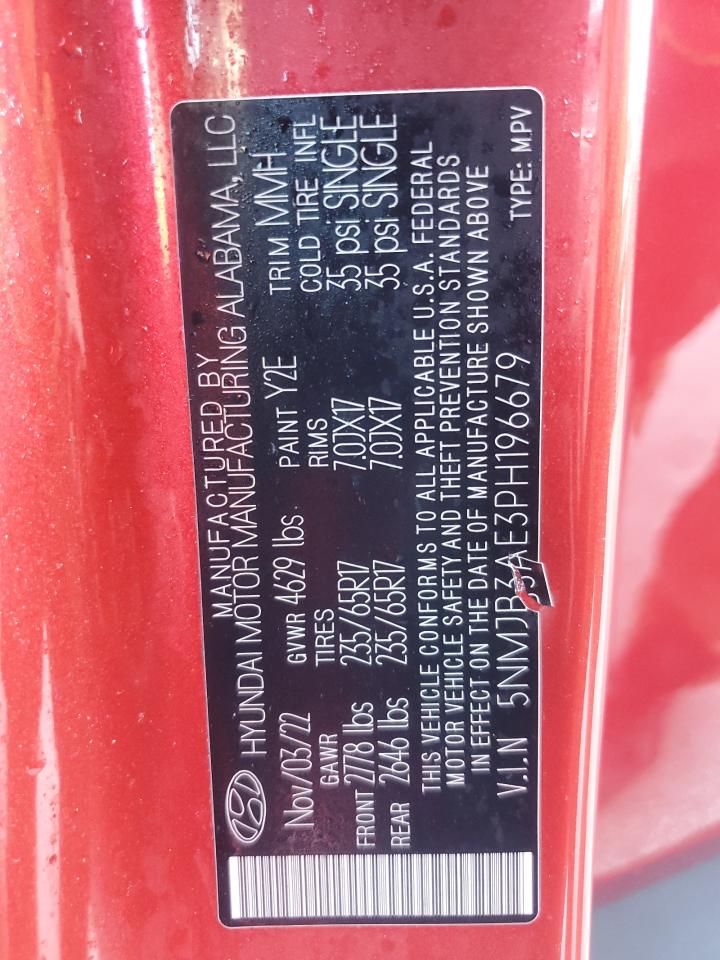 MANUFACTURED BY
HYUNDAI MOTOR MANUFACTURING ALABAMA, LLC
Nov/03/22 GVWR 4629 lbs. PAINT Y2E TRIM MMH
GAWR TIRES RIMS COLD TIRE INFL
FRONT 2778 lbs 235/65R17 7.0JX17 35 psi SINGLE
REAR 2646 lbs 235/65R17 7.0JX17 35 psi SINGLE
THIS VEHICLE CONFORMS TO ALL APPLICABLE U.S.A. FEDERAL
MOTOR VEHICLE SAFETY AND THEFT PREVENTION STANDARDS
IN EFFECT ON THE DATE OF MANUFACTURE SHOWN ABOVE
V.I.N 5NMJB3AE3PH196679 TYPE: MPV